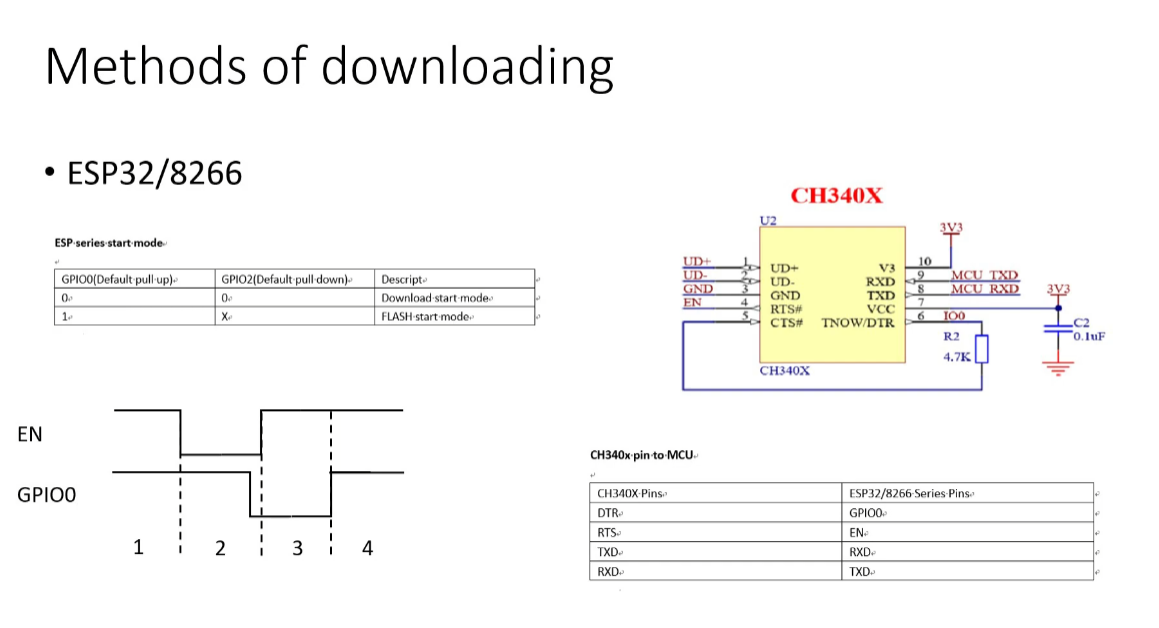 Methods of downloading
• ESP32/8266
ESP series start mode
GPIO0(Default pull up) GPIO2(Default pull down) Descript
0 0 Download start mode
1 X FLASH start mode
EN
GPIO0
1 2 3 4
CH340X
U2
3V3
UD+ 1 UD+ V3 10
UD- 2 UD- RXD 9 MCU TXD
GND 3 GND TXD 8 MCU RXD
EN 4 RTS# VCC 7
5 CTS# TNOW/DTR 6 IO0
3V3
C2
0.1uF
R2
4.7K
CH340X
CH340x pin to MCU
CH340X Pins ESP32/8266 Series Pins
DTR GPIO0
RTS EN
TXD RXD
RXD TXD